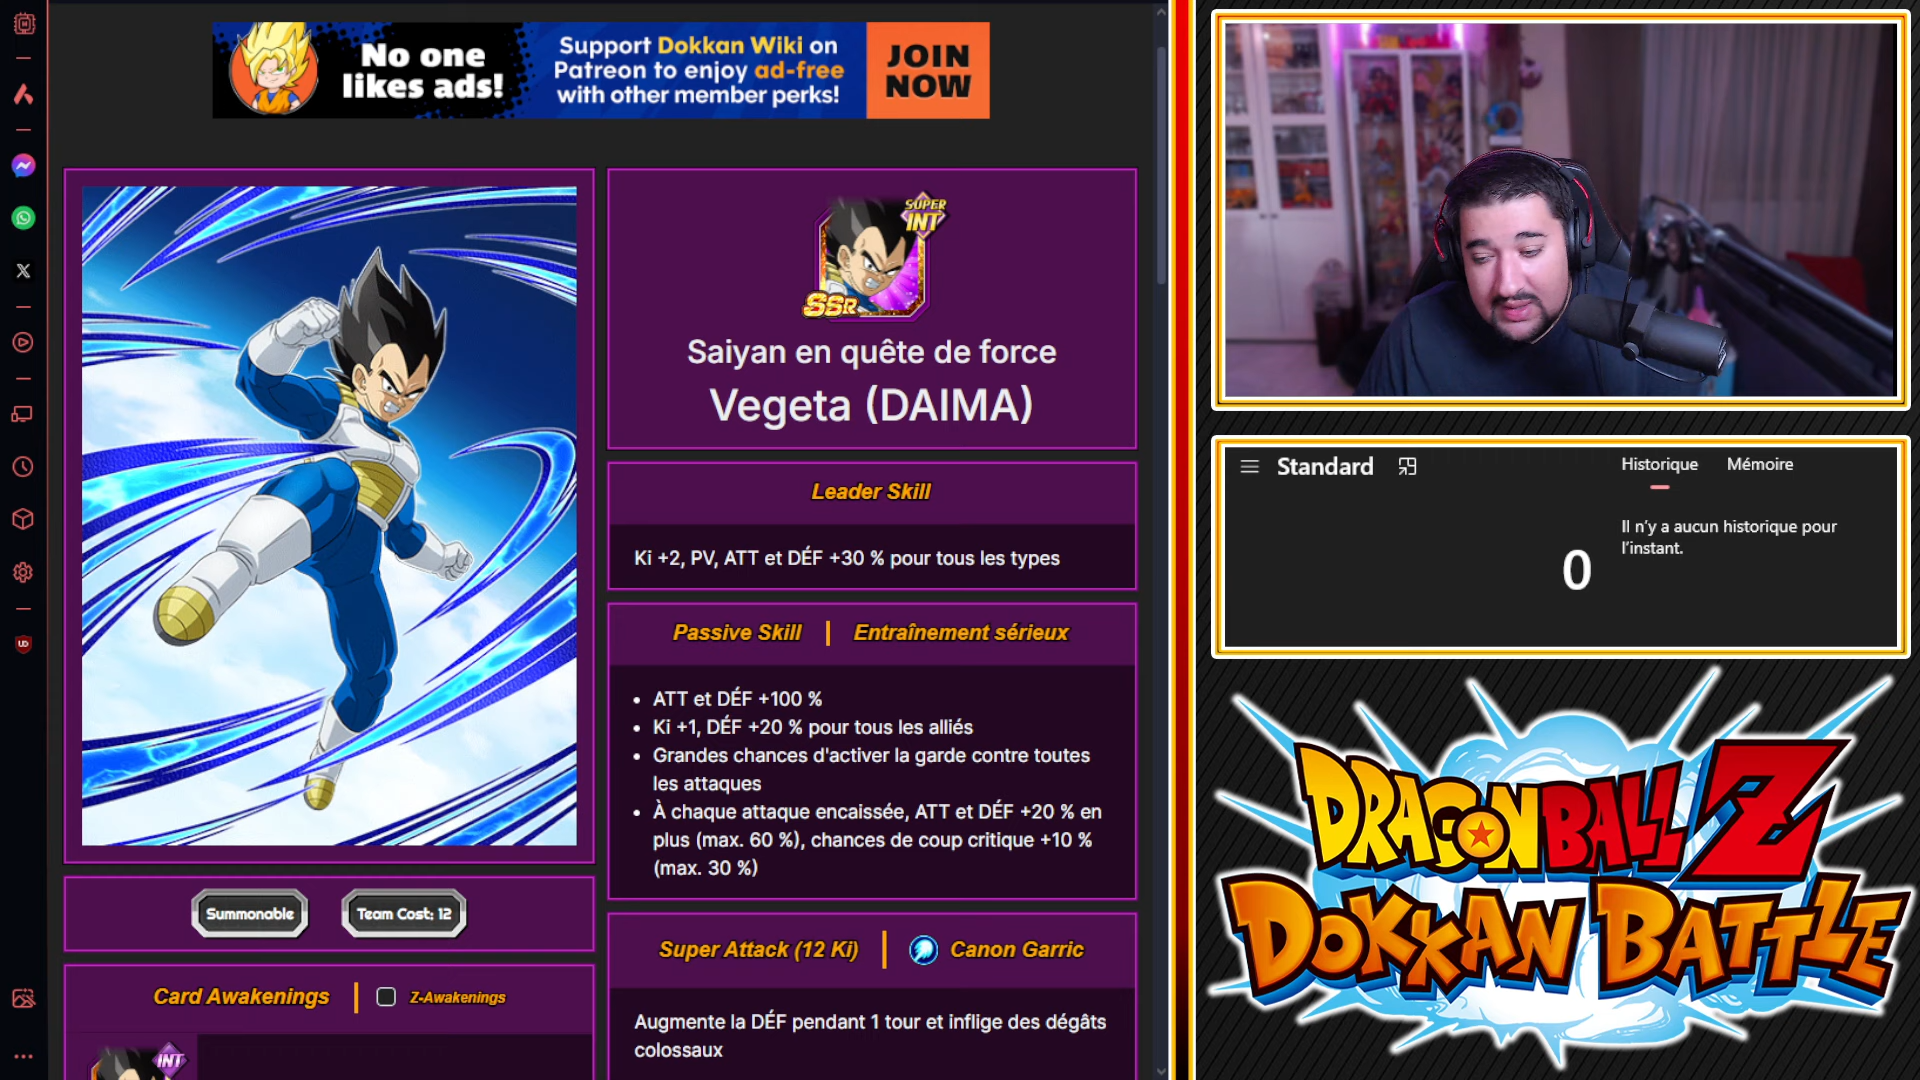 No one
likes ads!
Support Dokkan Wiki on
Patreon to enjoy ad-free
with other member perks!
JOIN
NOW
SUPER
INT
SSR
Saiyan en quête de force
Vegeta (DAIMA)
Leader Skill
Ki +2, PV, ATT et DÉF +30 % pour tous les types
Passive Skill | Entraînement sérieux
• ATT et DÉF +100 %
• Ki +1, DÉF +20 % pour tous les alliés
• Grandes chances d'activer la garde contre toutes
les attaques
• À chaque attaque encaissée, ATT et DÉF +20 % en
plus (max. 60 %), chances de coup critique +10 %
(max. 30 %)
Super Attack (12 Ki) | Canon Garric
Augmente la DÉF pendant 1 tour et inflige des dégâts
colossaux
Summonable
Team Cost: 12
Card Awakenings | Z-Awakenings
INT
UD
Standard
Historique
Mémoire
Il n'y a aucun historique pour
l'instant.
0
DRAGONBALL Z
DOKKAN BATTLE